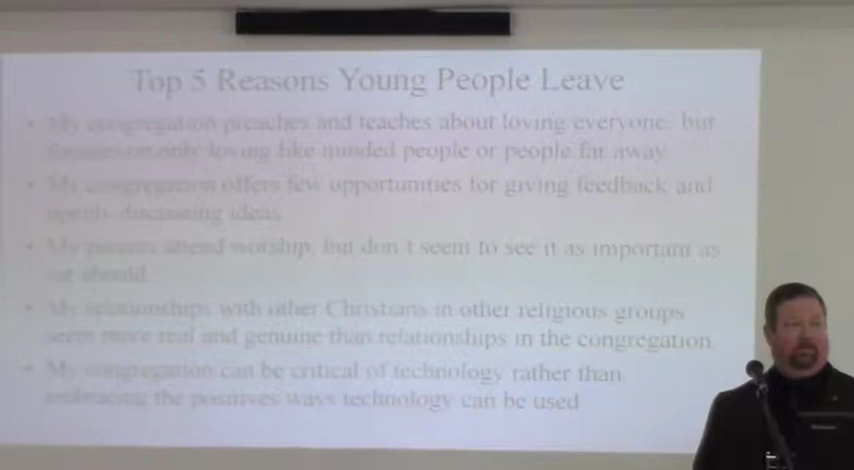 Top 5 Reasons Young People Leave
• My congregation preaches and teaches about loving everyone, but
focuses on only loving like minded people or people far away
• My congregation offers few opportunities for giving feedback and
openly discussing ideas
• My parents attend worship, but don't seem to see it as important as
we should
• My relationships with other Christians in other religious groups
seem more real and genuine than relationships in the congregation
• My congregation can be critical of technology rather than
embracing the positives ways technology can be used